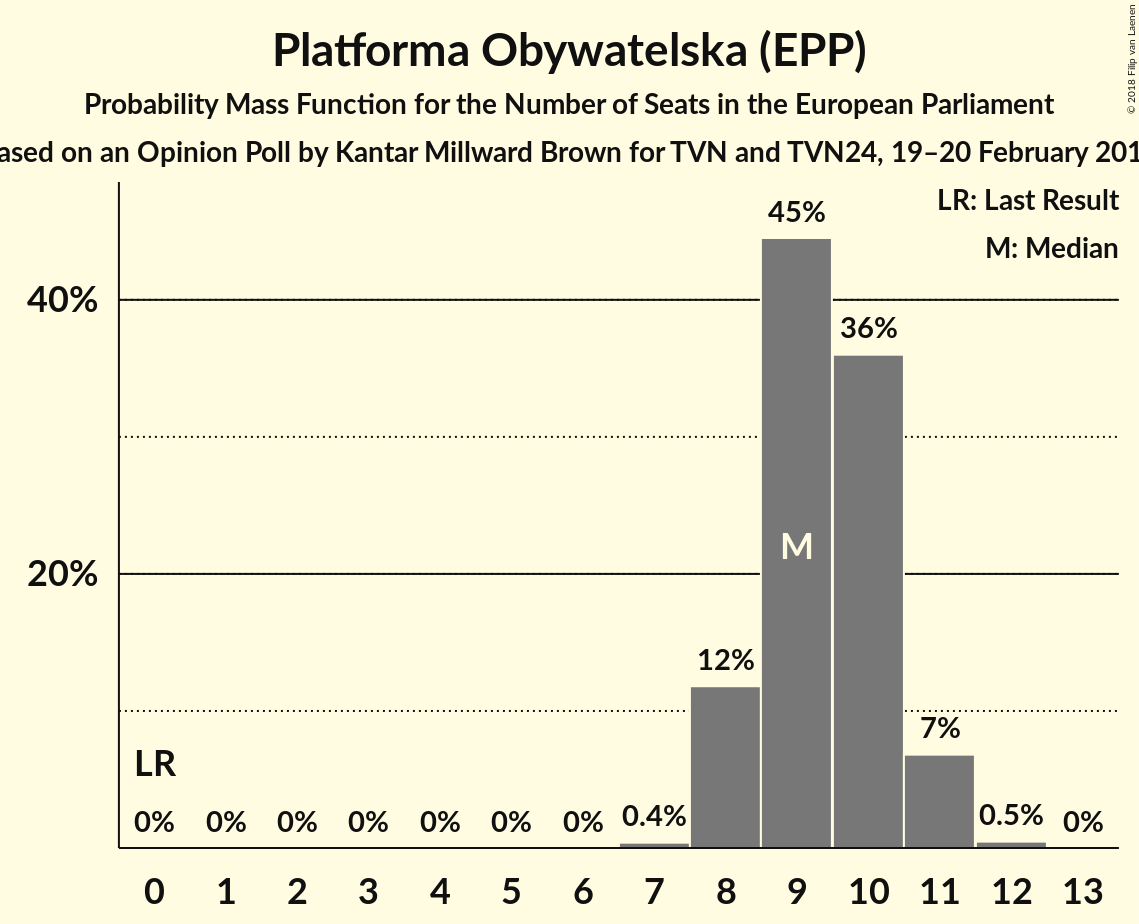 Platforma Obywatelska (EPP)
Probability Mass Function for the Number of Seats in the European Parliament
ased on an Opinion Poll by Kantar Millward Brown for TVN and TVN24, 19–20 February 201
© 2018 Filip van Laenen
LR: Last Result
M: Median
45%
40%
36%
M
20%
12%
7%
LR
0% 0% 0% 0% 0% 0% 0% 0.4% 0.5% 0%
0 1 2 3 4 5 6 7 8 9 10 11 12 13